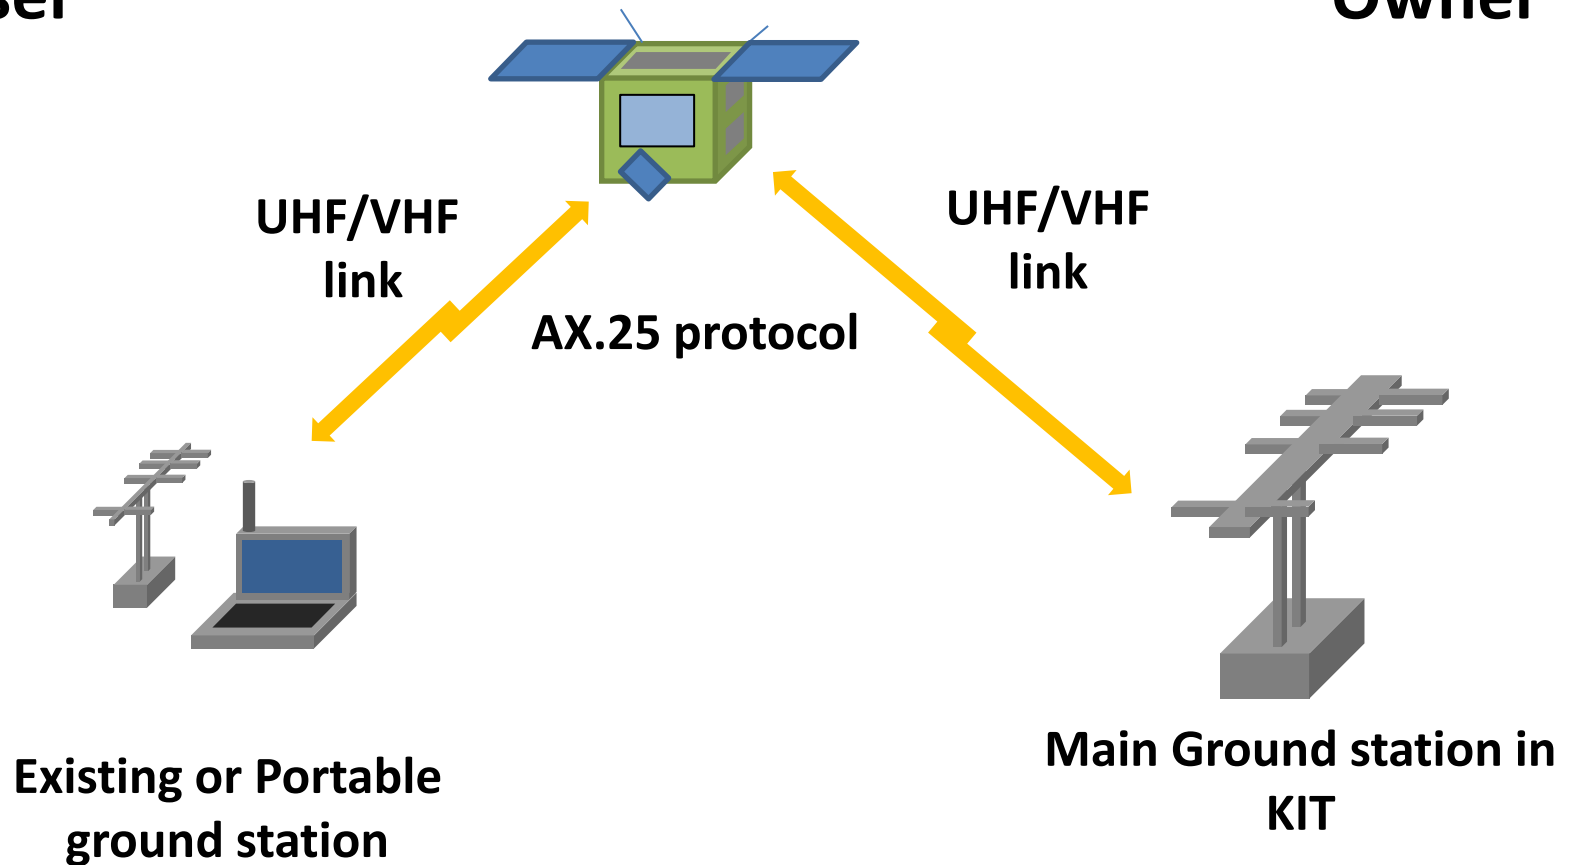 Owner
UHF/VHF
link
UHF/VHF
link
AX.25 protocol
Existing or Portable
ground station
Main Ground station in
KIT